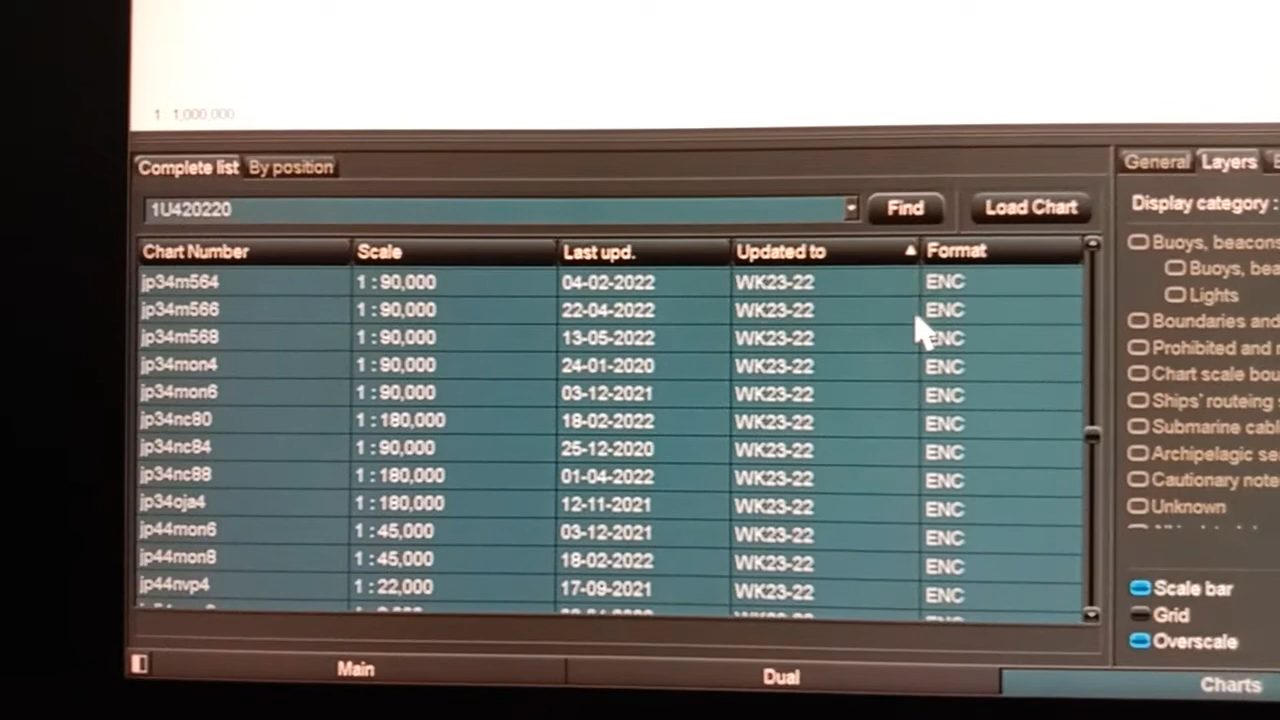 1 : 1,000,000
Complete list By position
1U420220 Find Load Chart
Chart Number Scale Last upd. Updated to Format
jp34m564 1 : 90,000 04-02-2022 WK23-22 ENC
jp34m566 1 : 90,000 22-04-2022 WK23-22 ENC
jp34m568 1 : 90,000 13-05-2022 WK23-22 ENC
jp34mon4 1 : 90,000 24-01-2020 WK23-22 ENC
jp34mon6 1 : 90,000 03-12-2021 WK23-22 ENC
jp34nc80 1 : 180,000 18-02-2022 WK23-22 ENC
jp34nc84 1 : 90,000 25-12-2020 WK23-22 ENC
jp34nc88 1 : 180,000 01-04-2022 WK23-22 ENC
jp34oja4 1 : 180,000 12-11-2021 WK23-22 ENC
jp44mon6 1 : 45,000 03-12-2021 WK23-22 ENC
jp44mon8 1 : 45,000 18-02-2022 WK23-22 ENC
jp44nvp4 1 : 22,000 17-09-2021 WK23-22 ENC
General Layers
Display category :
Buoys, beacons
Buoys, bea
Lights
Boundaries and
Prohibited and
Chart scale bou
Ships' routeing
Submarine cabl
Archipelagic se
Cautionary note
Unknown
Scale bar
Grid
Overscale
Main Dual Charts